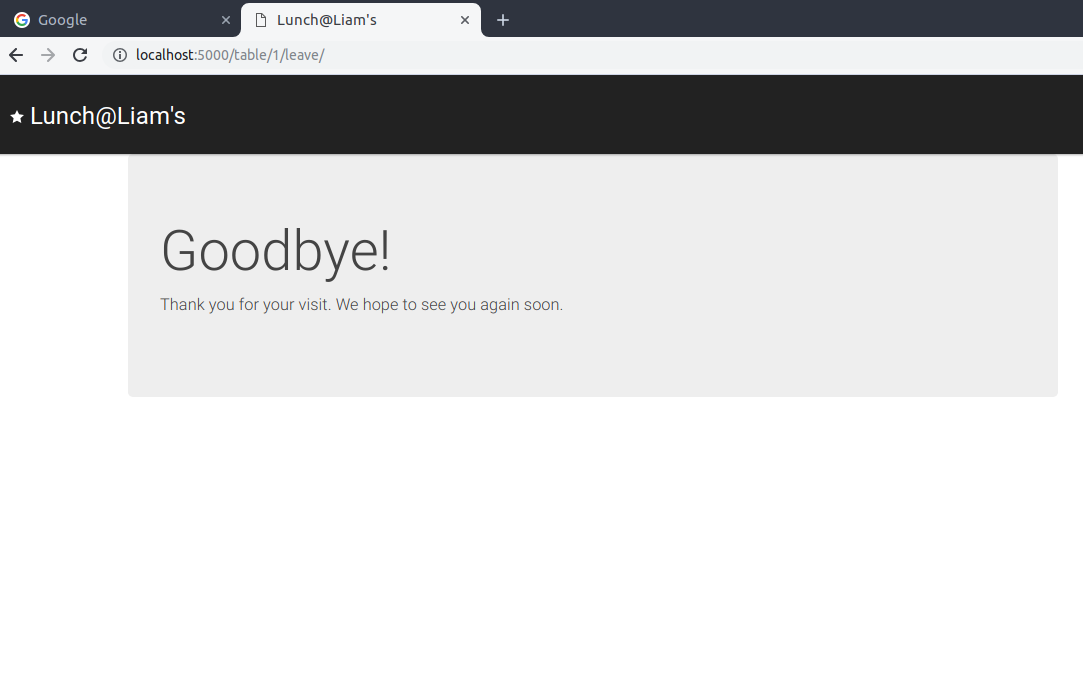 Google
Lunch@Liam's
localhost:5000/table/1/leave/
Lunch@Liam's
Goodbye!
Thank you for your visit. We hope to see you again soon.